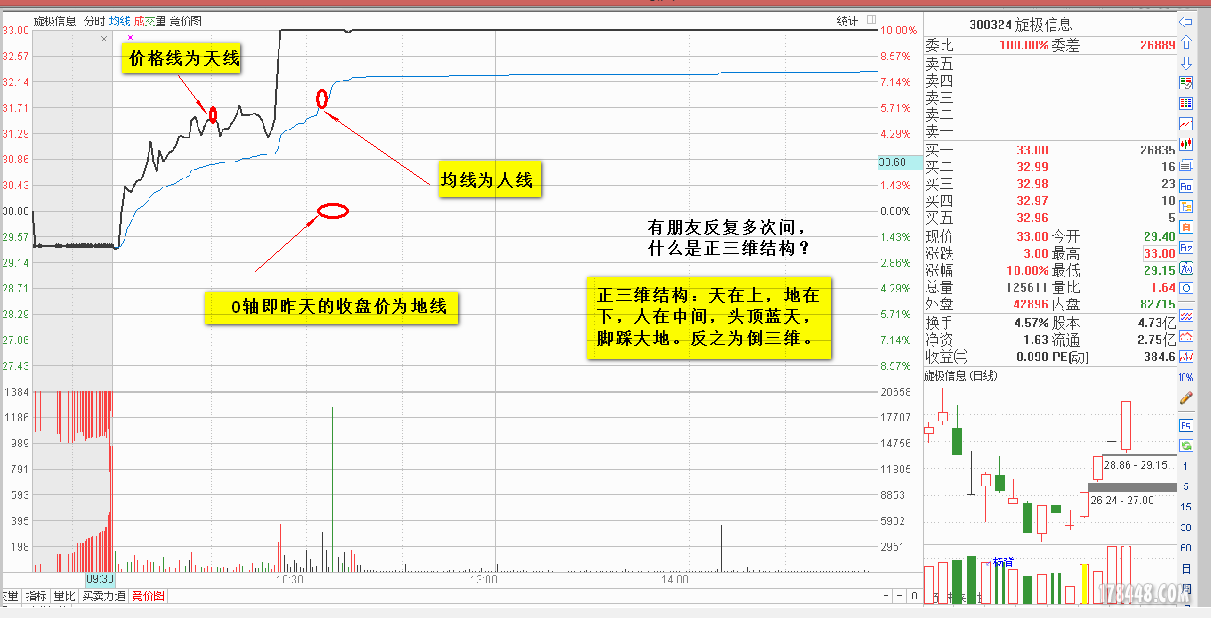 旋极信息 分时 均线 成交量 竞价图
统计
300324 旋极信息
33.00
32.57
32.14
31.71
31.29
30.86
30.43
30.00
29.57
29.14
28.71
28.29
27.43
10.00%
8.57%
7.14%
5.71%
4.29%
1.43%
0.00%
1.43%
2.86%
4.29%
5.71%
7.14%
8.57%
价格线为天线
均线为人线
0轴即昨天的收盘价为地线
有朋友反复多次问，
什么是正三维结构？
正三维结构：天在上，地在
下，人在中间，头顶蓝天，
脚踩大地。反之为倒三维。
委比 100.00% 委差 26889
卖五
卖四
卖三
卖二
卖一
买一 33.00 26835
买二 32.99 16
买三 32.98 23
买四 32.97 10
买五 32.96 5
现价 33.00 今开 29.40
涨跌 3.00 最高 33.00
涨幅 10.00% 最低 29.15
总量 125611 量比 1.64
外盘 42896 内盘 82715
换手 4.57% 股本 4.73亿
净资 1.63 流通 2.75亿
收益㈢ 0.090 PE[动] 384.6
旋极信息(日线)
28.86 - 29.15
26.24 - 27.00
1384
1186
989
791
593
395
198
20656
17707
14756
11806
8853
5902
2951
09:30
10:30
13:00
14:00
指标 量比 买卖力道 竞价图
10%
1
5
15
30
60
日
178448.COM